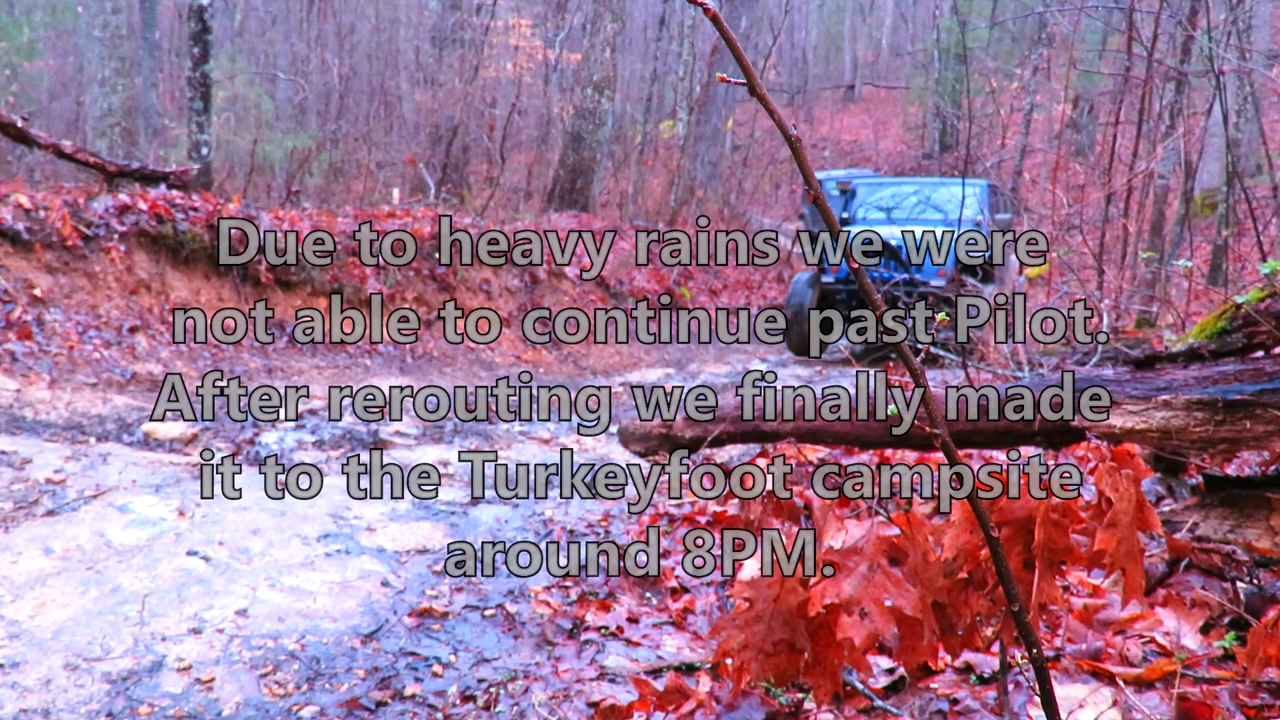 Due to heavy rains we were
not able to continue past Pilot.
After rerouting we finally made
it to the Turkeyfoot campsite
around 8PM.